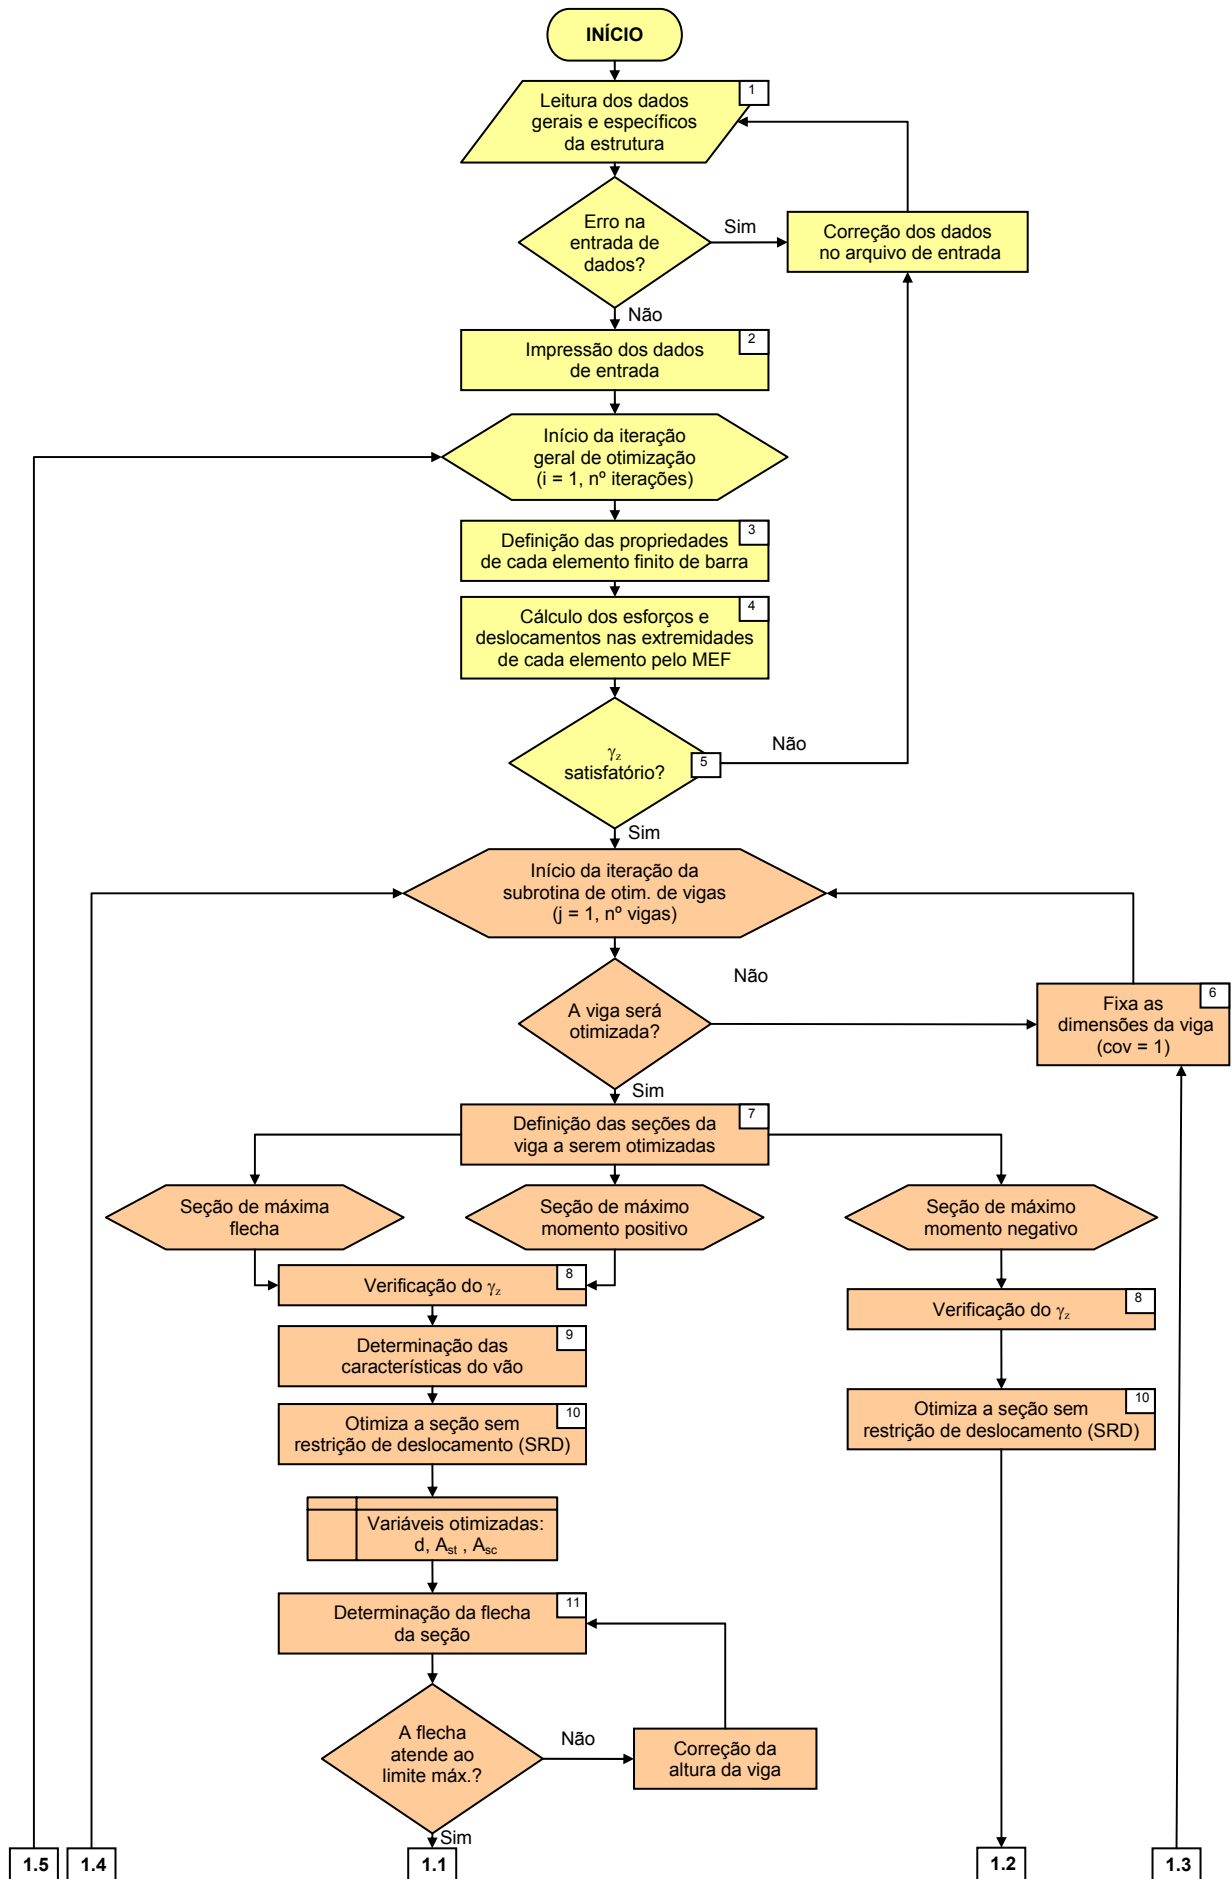 INÍCIO
1
Leitura dos dados
gerais e específicos
da estrutura
Erro na
entrada de
dados?
Sim
Correção dos dados
no arquivo de entrada
Não
2
Impressão dos dados
de entrada
Início da iteração
geral de otimização
(i = 1, nº iterações)
3
Definição das propriedades
de cada elemento finito de barra
4
Cálculo dos esforços e
deslocamentos nas extremidades
de cada elemento pelo MEF
γz
satisfatório?
5
Não
Sim
Início da iteração da
subrotina de otim. de vigas
(j = 1, nº vigas)
A viga será
otimizada?
Não
6
Fixa as
dimensões da viga
(cov = 1)
Sim
7
Definição das seções da
viga a serem otimizadas
Seção de máxima
flecha
Seção de máximo
momento positivo
Seção de máximo
momento negativo
8
Verificação do γz
8
Verificação do γz
9
Determinação das
características do vão
10
Otimiza a seção sem
restrição de deslocamento (SRD)
10
Otimiza a seção sem
restrição de deslocamento (SRD)
Variáveis otimizadas:
d, Ast , Asc
11
Determinação da flecha
da seção
A flecha
atende ao
limite máx.?
Não
Correção da
altura da viga
Sim
1.5
1.4
1.1
1.2
1.3